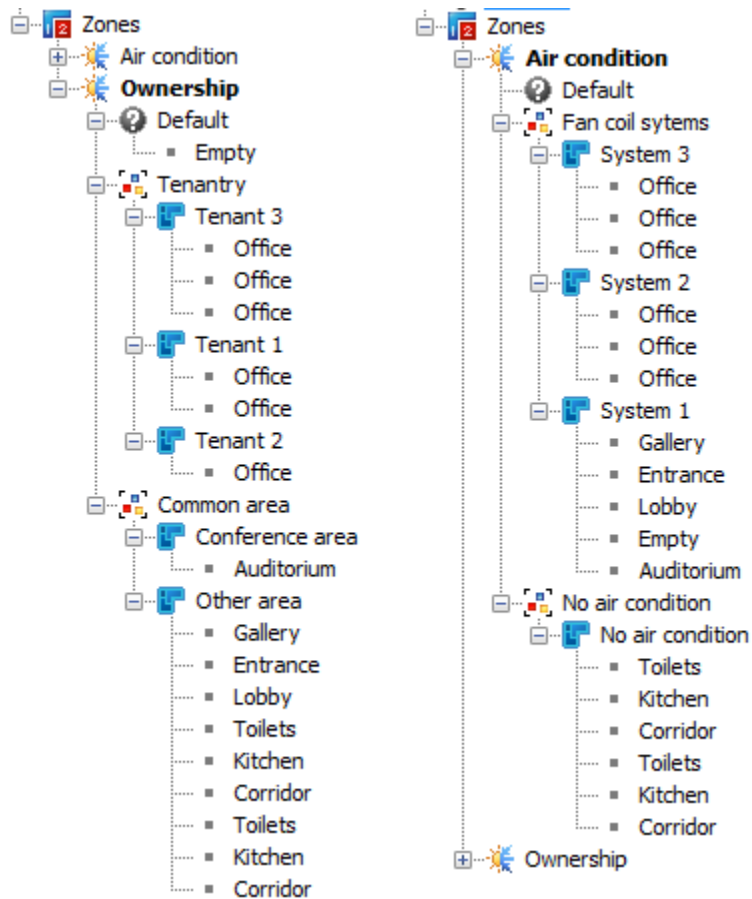 Zones
Air condition
Ownership
Default
Empty
Tenantry
Tenant 3
Office
Office
Office
Tenant 1
Office
Office
Tenant 2
Office
Common area
Conference area
Auditorium
Other area
Gallery
Entrance
Lobby
Toilets
Kitchen
Corridor
Toilets
Kitchen
Corridor
Zones
Air condition
Default
Fan coil sytems
System 3
Office
Office
Office
System 2
Office
Office
Office
System 1
Gallery
Entrance
Lobby
Empty
Auditorium
No air condition
No air condition
Toilets
Kitchen
Corridor
Toilets
Kitchen
Corridor
Ownership